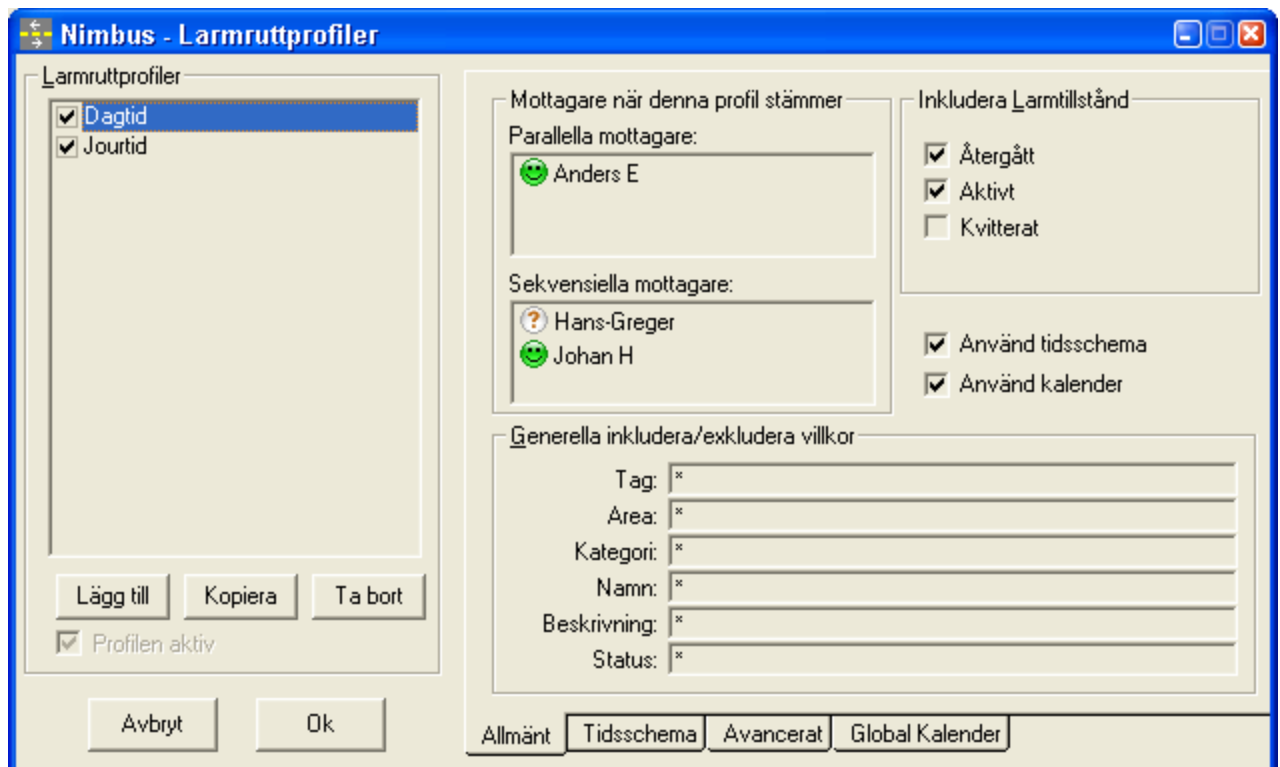 Nimbus - Larmruttprofiler
Larmruttprofiler
Dagtid
Jourtid
Lägg till
Kopiera
Ta bort
Profilen aktiv
Avbryt
Ok
Mottagare när denna profil stämmer
Parallella mottagare:
Anders E
Sekvensiella mottagare:
Hans-Greger
Johan H
Inkludera Larmtillstånd
Återgått
Aktivt
Kvitterat
Använd tidsschema
Använd kalender
Generella inkludera/exkludera villkor
Tag: *
Area: *
Kategori: *
Namn: *
Beskrivning: *
Status: *
Allmänt
Tidsschema
Avancerat
Global Kalender